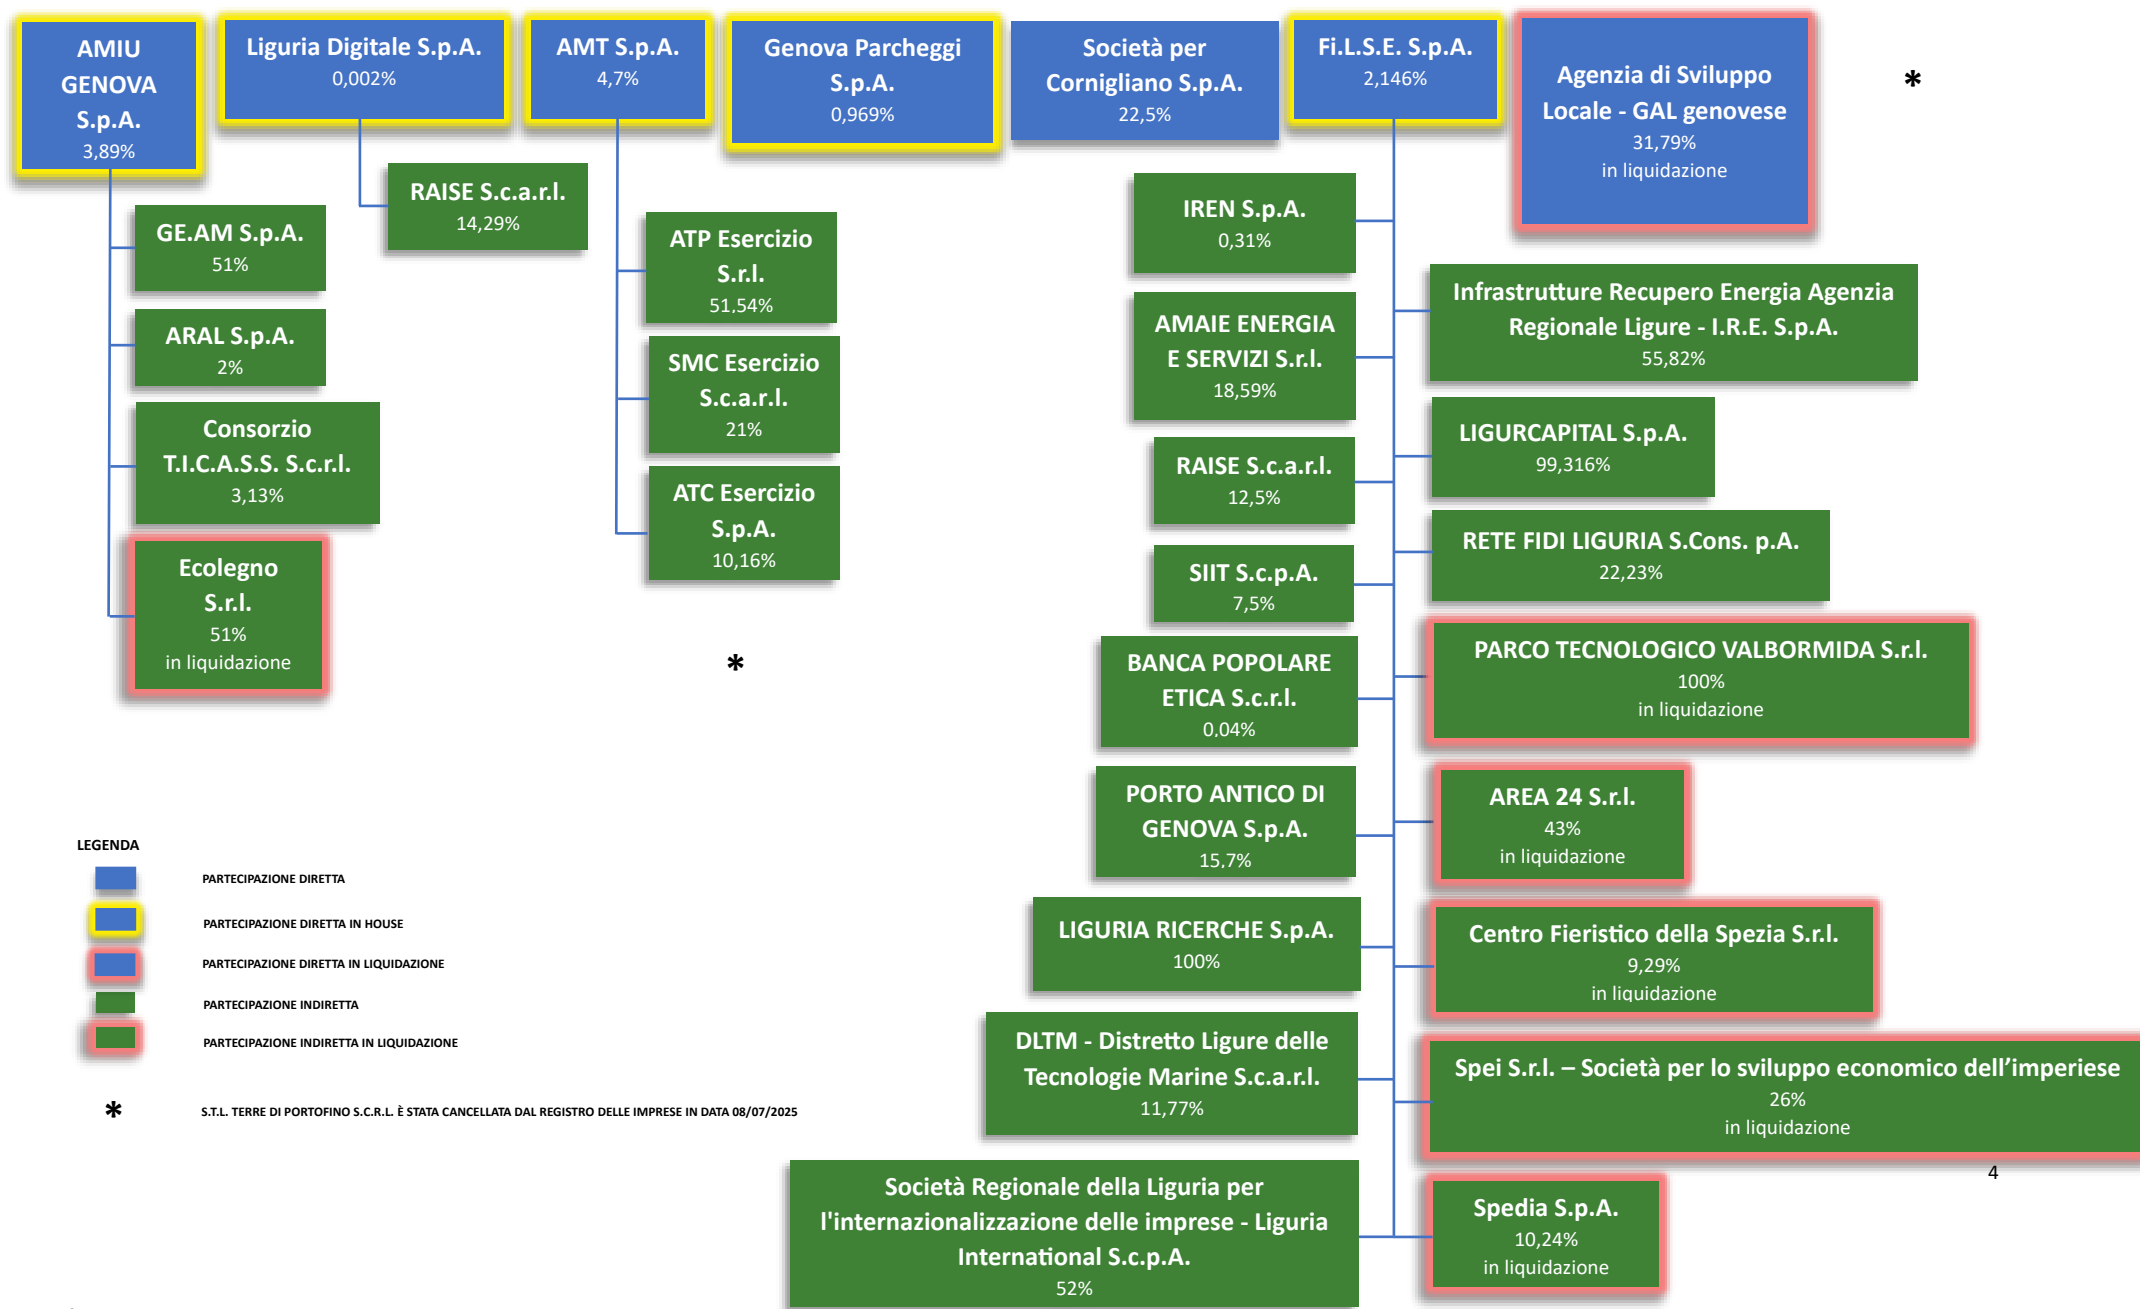 AMIU
GENOVA
S.p.A.
3,89%
Liguria Digitale S.p.A.
0,002%
AMT S.p.A.
4,7%
Genova Parcheggi
S.p.A.
0,969%
Società per
Cornigliano S.p.A.
22,5%
Fi.L.S.E. S.p.A.
2,146%
Agenzia di Sviluppo
Locale - GAL genovese
31,79%
in liquidazione
*
GE.AM S.p.A.
51%
ARAL S.p.A.
2%
Consorzio
T.I.C.A.S.S. S.c.r.l.
3,13%
Ecolegno
S.r.l.
51%
in liquidazione
RAISE S.c.a.r.l.
14,29%
ATP Esercizio
S.r.l.
51,54%
SMC Esercizio
S.c.a.r.l.
21%
ATC Esercizio
S.p.A.
10,16%
*
IREN S.p.A.
0,31%
AMAIE ENERGIA
E SERVIZI S.r.l.
18,59%
RAISE S.c.a.r.l.
12,5%
SIIT S.c.p.A.
7,5%
BANCA POPOLARE
ETICA S.c.r.l.
0,04%
PORTO ANTICO DI
GENOVA S.p.A.
15,7%
LIGURIA RICERCHE S.p.A.
100%
DLTM - Distretto Ligure delle
Tecnologie Marine S.c.a.r.l.
11,77%
Società Regionale della Liguria per
l'internazionalizzazione delle imprese - Liguria
International S.c.p.A.
52%
Infrastrutture Recupero Energia Agenzia
Regionale Ligure - I.R.E. S.p.A.
55,82%
LIGURCAPITAL S.p.A.
99,316%
RETE FIDI LIGURIA S.Cons. p.A.
22,23%
PARCO TECNOLOGICO VALBORMIDA S.r.l.
100%
in liquidazione
AREA 24 S.r.l.
43%
in liquidazione
Centro Fieristico della Spezia S.r.l.
9,29%
in liquidazione
Spei S.r.l. – Società per lo sviluppo economico dell’imperiese
26%
in liquidazione
Spedia S.p.A.
10,24%
in liquidazione
LEGENDA
PARTECIPAZIONE DIRETTA
PARTECIPAZIONE DIRETTA IN HOUSE
PARTECIPAZIONE DIRETTA IN LIQUIDAZIONE
PARTECIPAZIONE INDIRETTA
PARTECIPAZIONE INDIRETTA IN LIQUIDAZIONE
* S.T.L. TERRE DI PORTOFINO S.C.R.L. È STATA CANCELLATA DAL REGISTRO DELLE IMPRESE IN DATA 08/07/2025
4